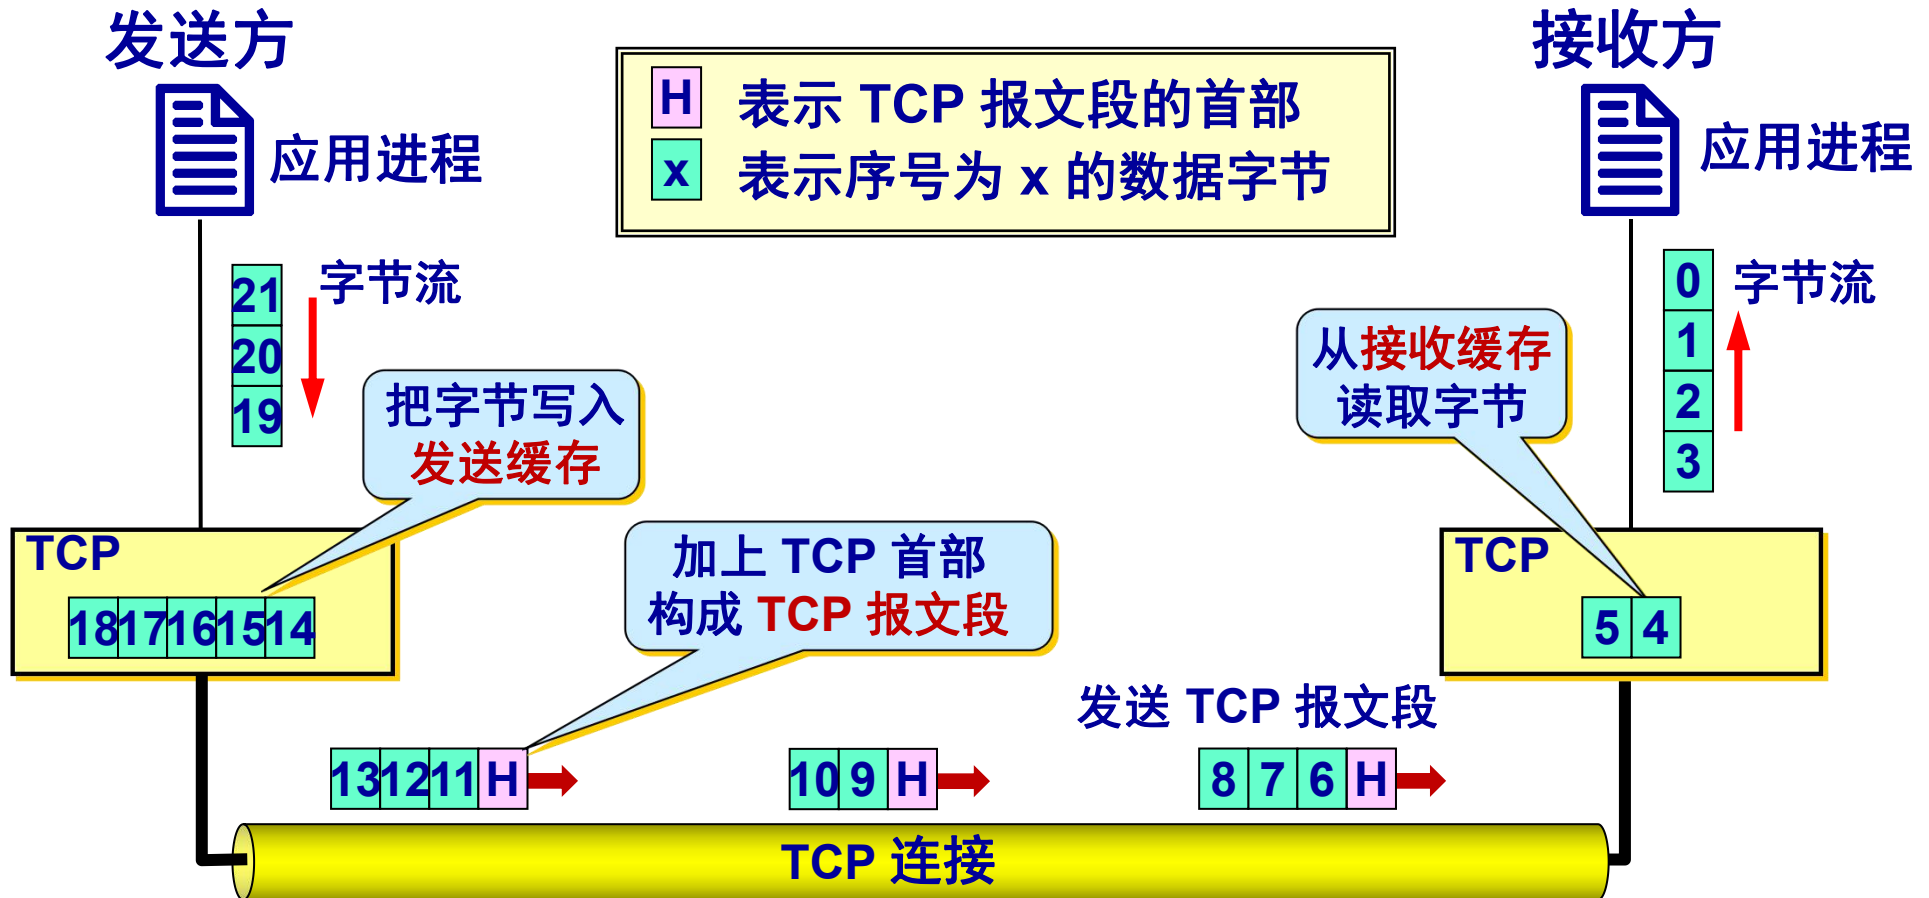 发送方
接收方
H 表示 TCP 报文段的首部
x 表示序号为 x 的数据字节
应用进程
应用进程
字节流
21
20
19
字节流
0
1
2
3
把字节写入
发送缓存
从接收缓存
读取字节
加上 TCP 首部
构成 TCP 报文段
TCP
18 17 16 15 14
TCP
5 4
发送 TCP 报文段
13 12 11 H
10 9 H
8 7 6 H
TCP 连接